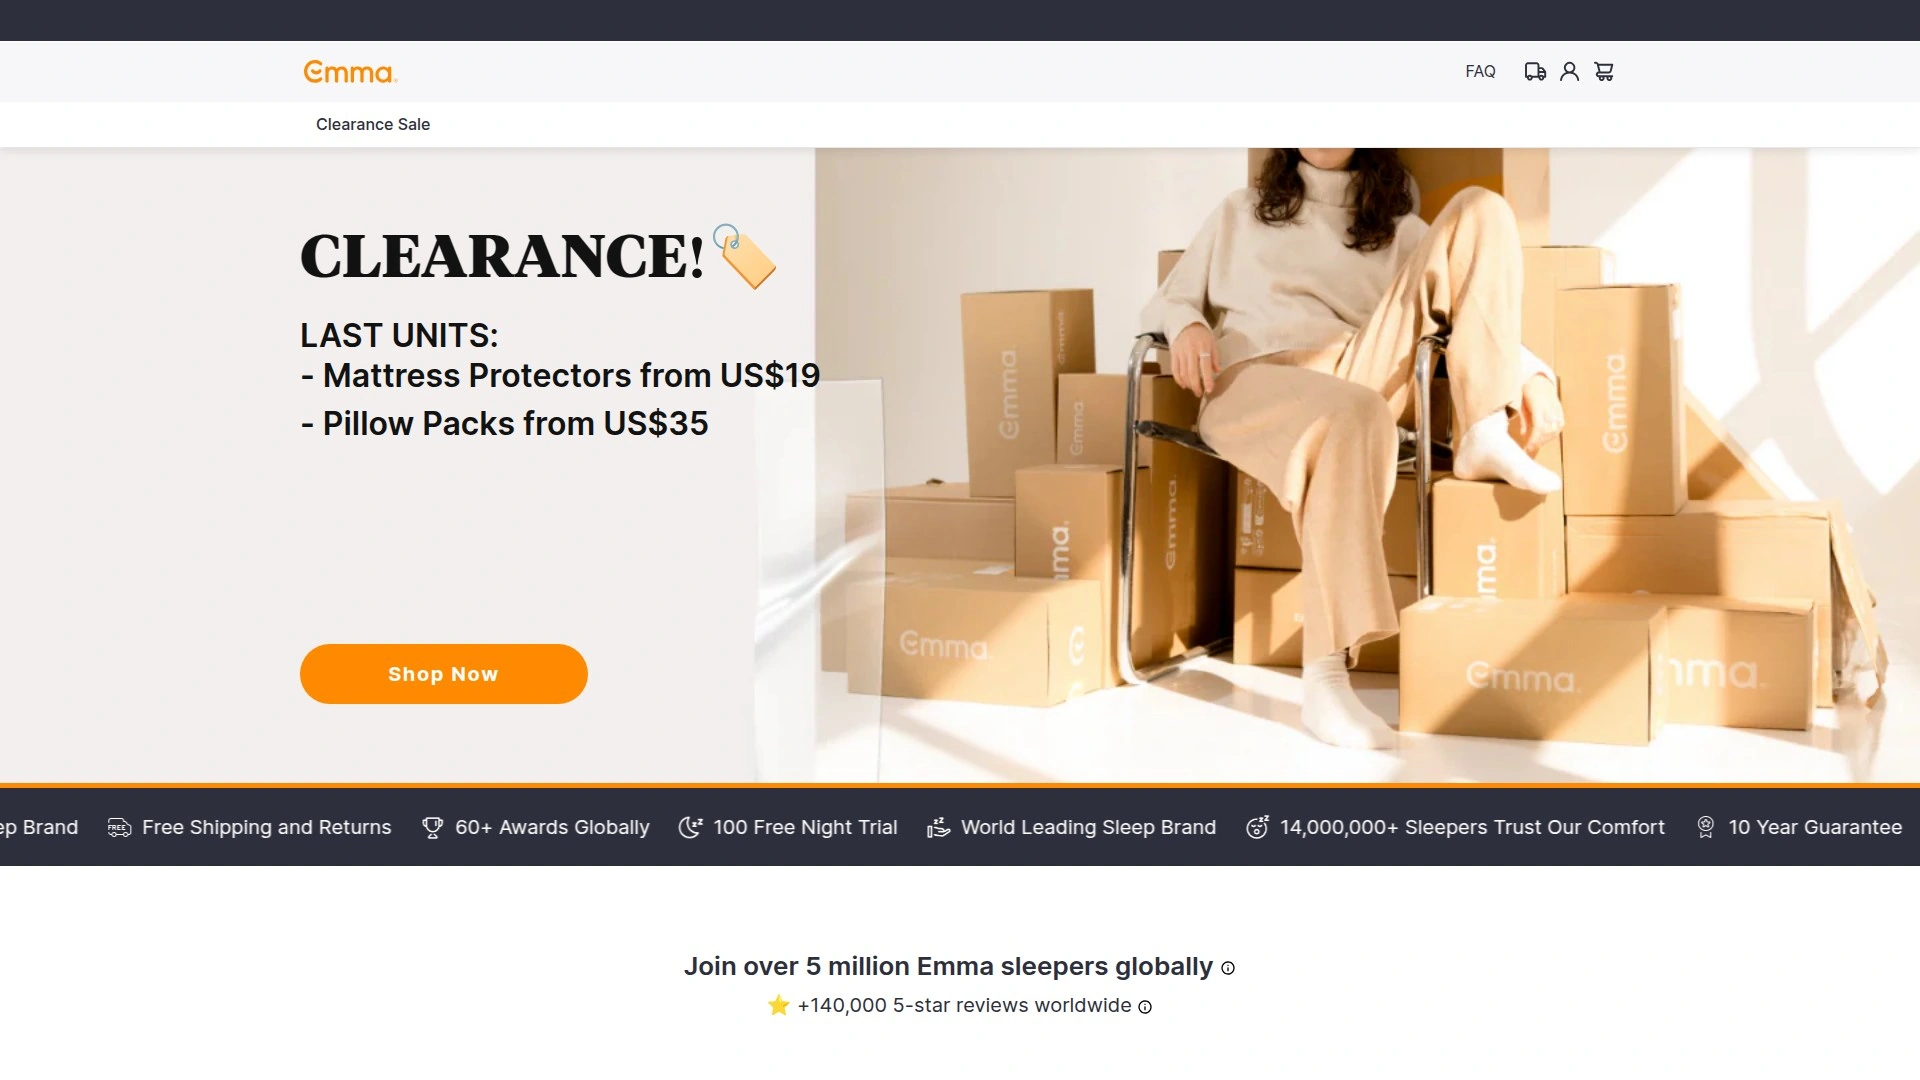 Emma.
FAQ
Clearance Sale
CLEARANCE!
LAST UNITS:
- Mattress Protectors from US$19
- Pillow Packs from US$35
Shop Now
Emma
Emma
Emma
Emma
Emma
Emma.
Emma.
ep Brand
FREE
Free Shipping and Returns
60+ Awards Globally
100 Free Night Trial
World Leading Sleep Brand
14,000,000+ Sleepers Trust Our Comfort
10 Year Guarantee
Join over 5 million Emma sleepers globally
+140,000 5-star reviews worldwide